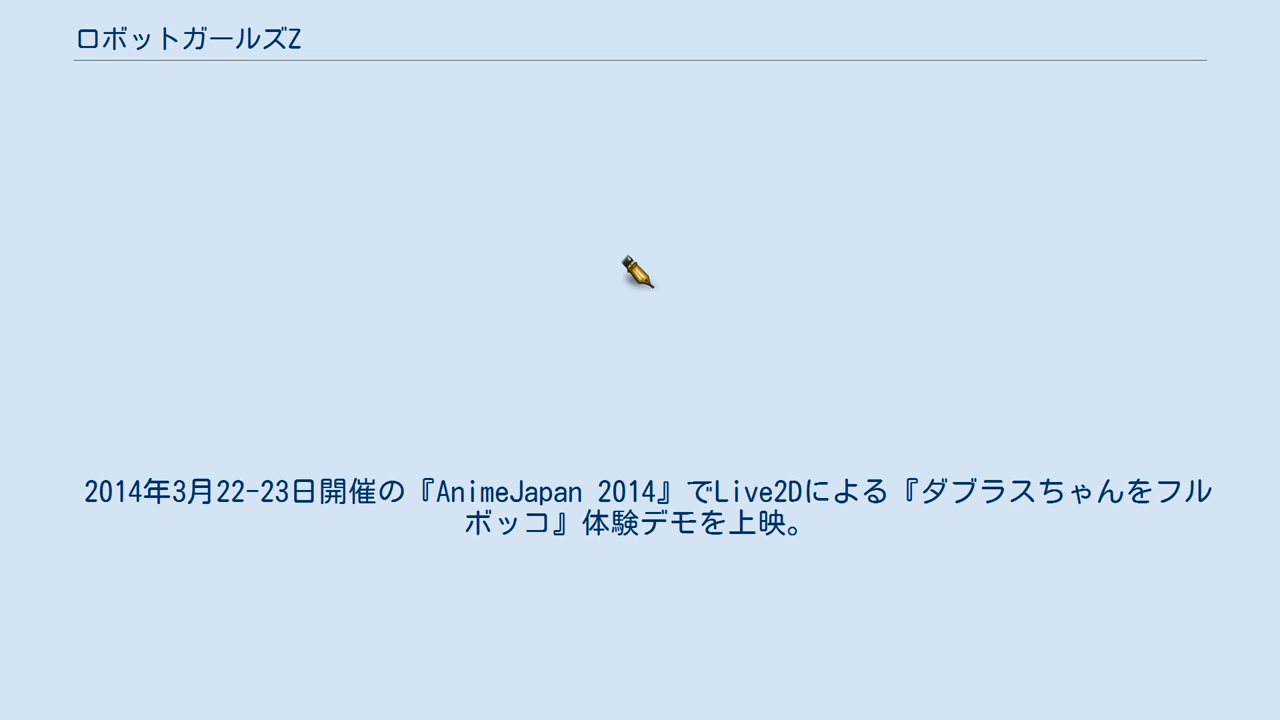 ロボットガールズZ
2014年3月22-23日開催の『AnimeJapan 2014』でLive2Dによる『ダブラスちゃんをフル
ボッコ』体験デモを上映。